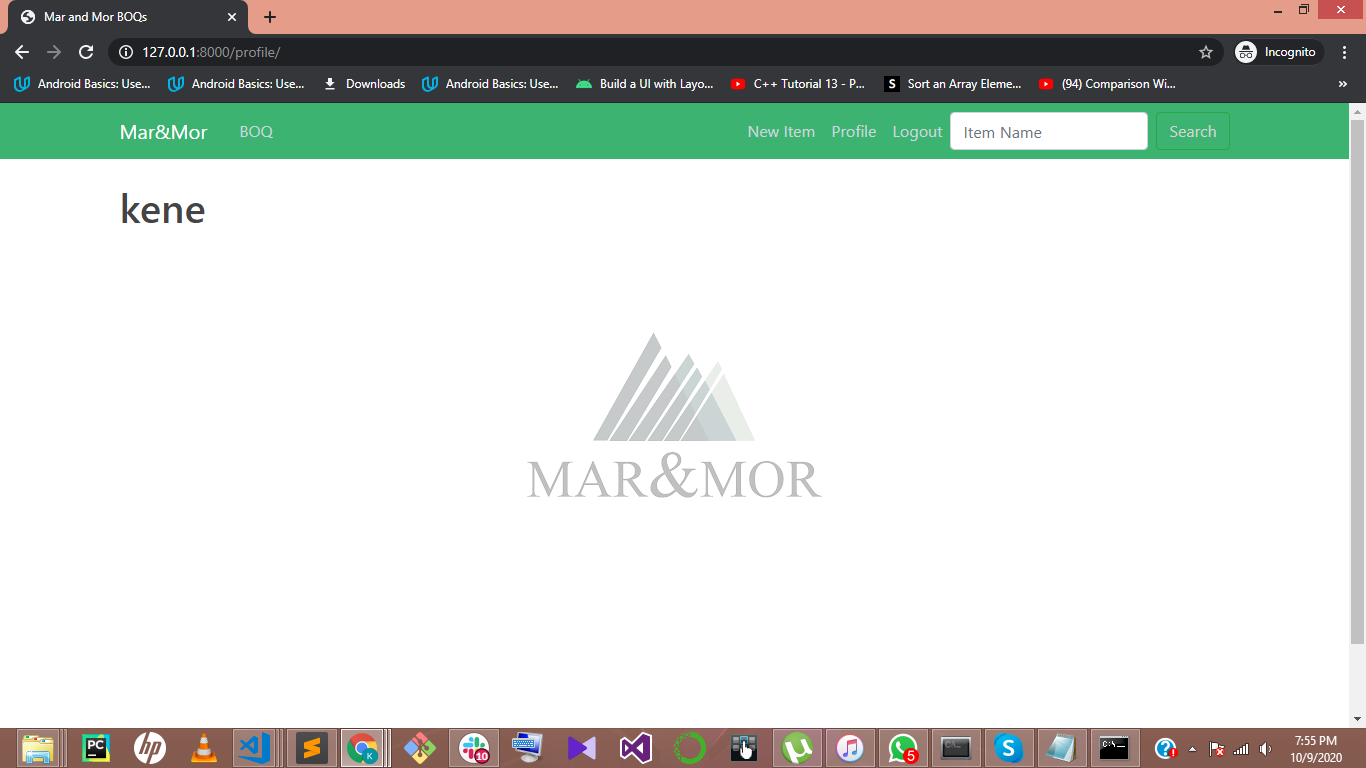 Mar and Mor BOQs
127.0.0.1:8000/profile/
Incognito
Android Basics: Use...
Android Basics: Use...
Downloads
Android Basics: Use...
Build a UI with Layo...
C++ Tutorial 13 - P...
S
Sort an Array Eleme...
(94) Comparison Wi...
»
Mar&Mor BOQ New Item Profile Logout Item Name Search
kene
MAR&MOR
PC
hp
K
10
5
C:\_
C:\_
S
7:55 PM
10/9/2020